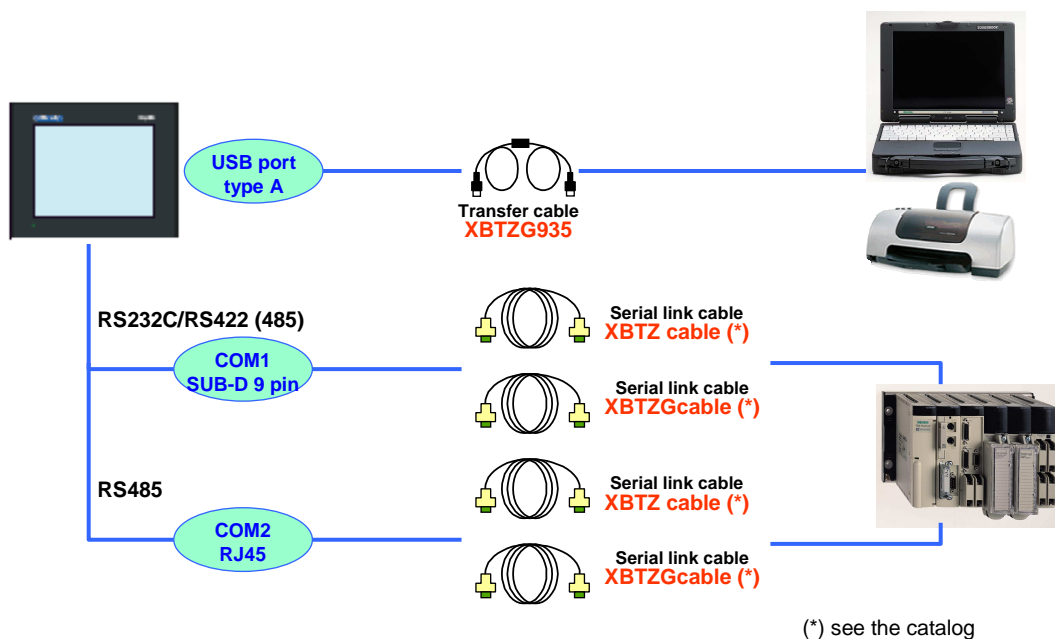 USB port
type A
Transfer cable
XBTZG935
RS232C/RS422 (485)
COM1
SUB-D 9 pin
Serial link cable
XBTZ cable (*)
Serial link cable
XBTZGcable (*)
RS485
COM2
RJ45
Serial link cable
XBTZ cable (*)
Serial link cable
XBTZGcable (*)
(*) see the catalog